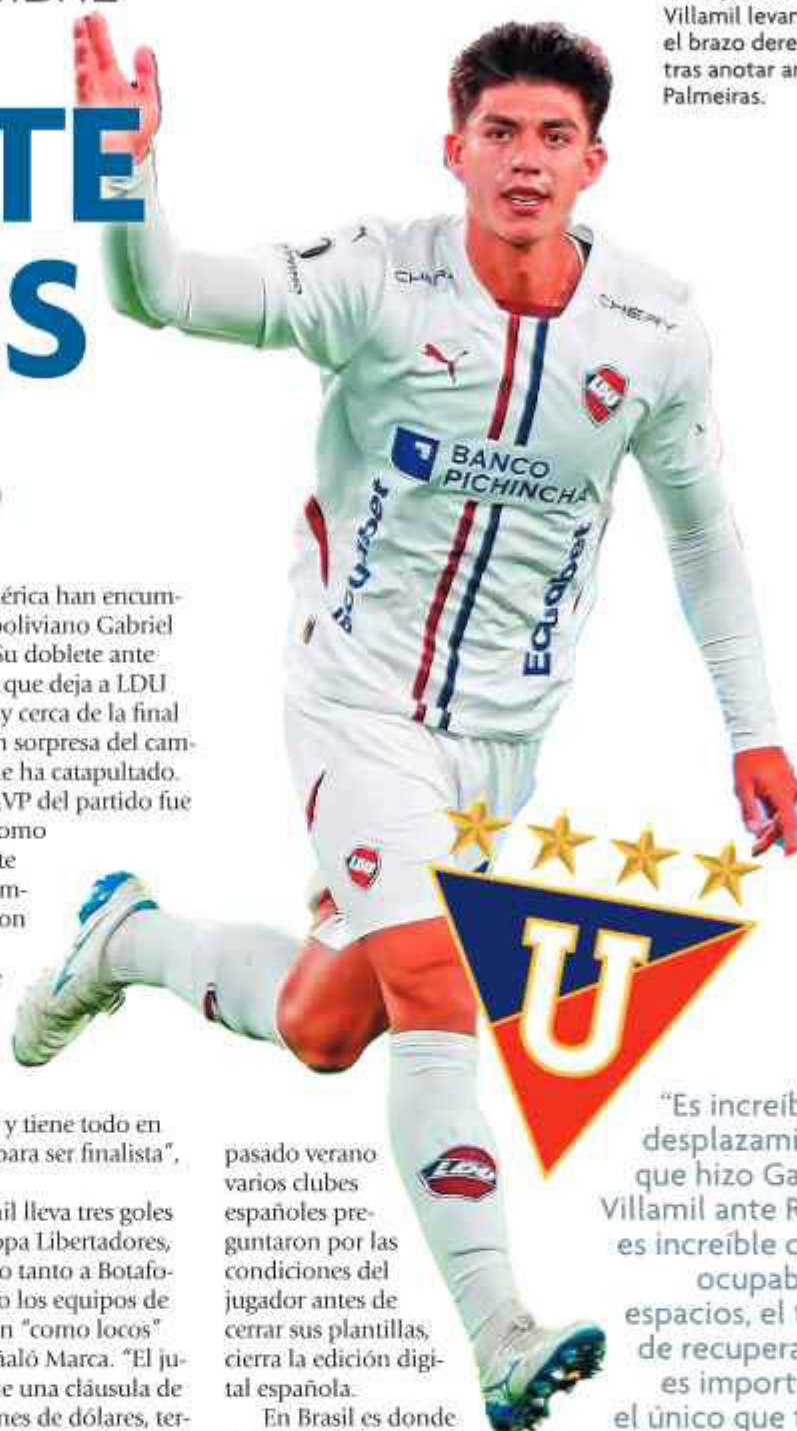 Villamil
el brazo
tras anotar
Palmeiras.
TE
S
CHERY
BANCO
PICHINCHA
Ecuabet
Ecuabet
LDU
LDU
LDU
U
han encum-
boliviano Gabriel
Su doblete ante
que deja a LDU
y cerca de la final
sorpresa del cam-
e ha catapultado.
VP del partido fue
omo
te
m-
on
y tiene todo en
para ser finalista”,
il lleva tres goles
opa Libertadores,
o tanto a Botafo-
o los equipos de
n “como locos”
ñaló Marca. “El ju-
e una cláusula de
nes de dólares, ter-
pasado verano
varios clubes
españoles pre-
guntaron por las
condiciones del
jugador antes de
cerrar sus plantillas,
cierra la edición digi-
tal española.
En Brasil es donde
“Es increíb
desplazami
que hizo Ga
Villamil ante R
es increíble c
ocupab
espacios, el t
de recupera
es import
el único que t